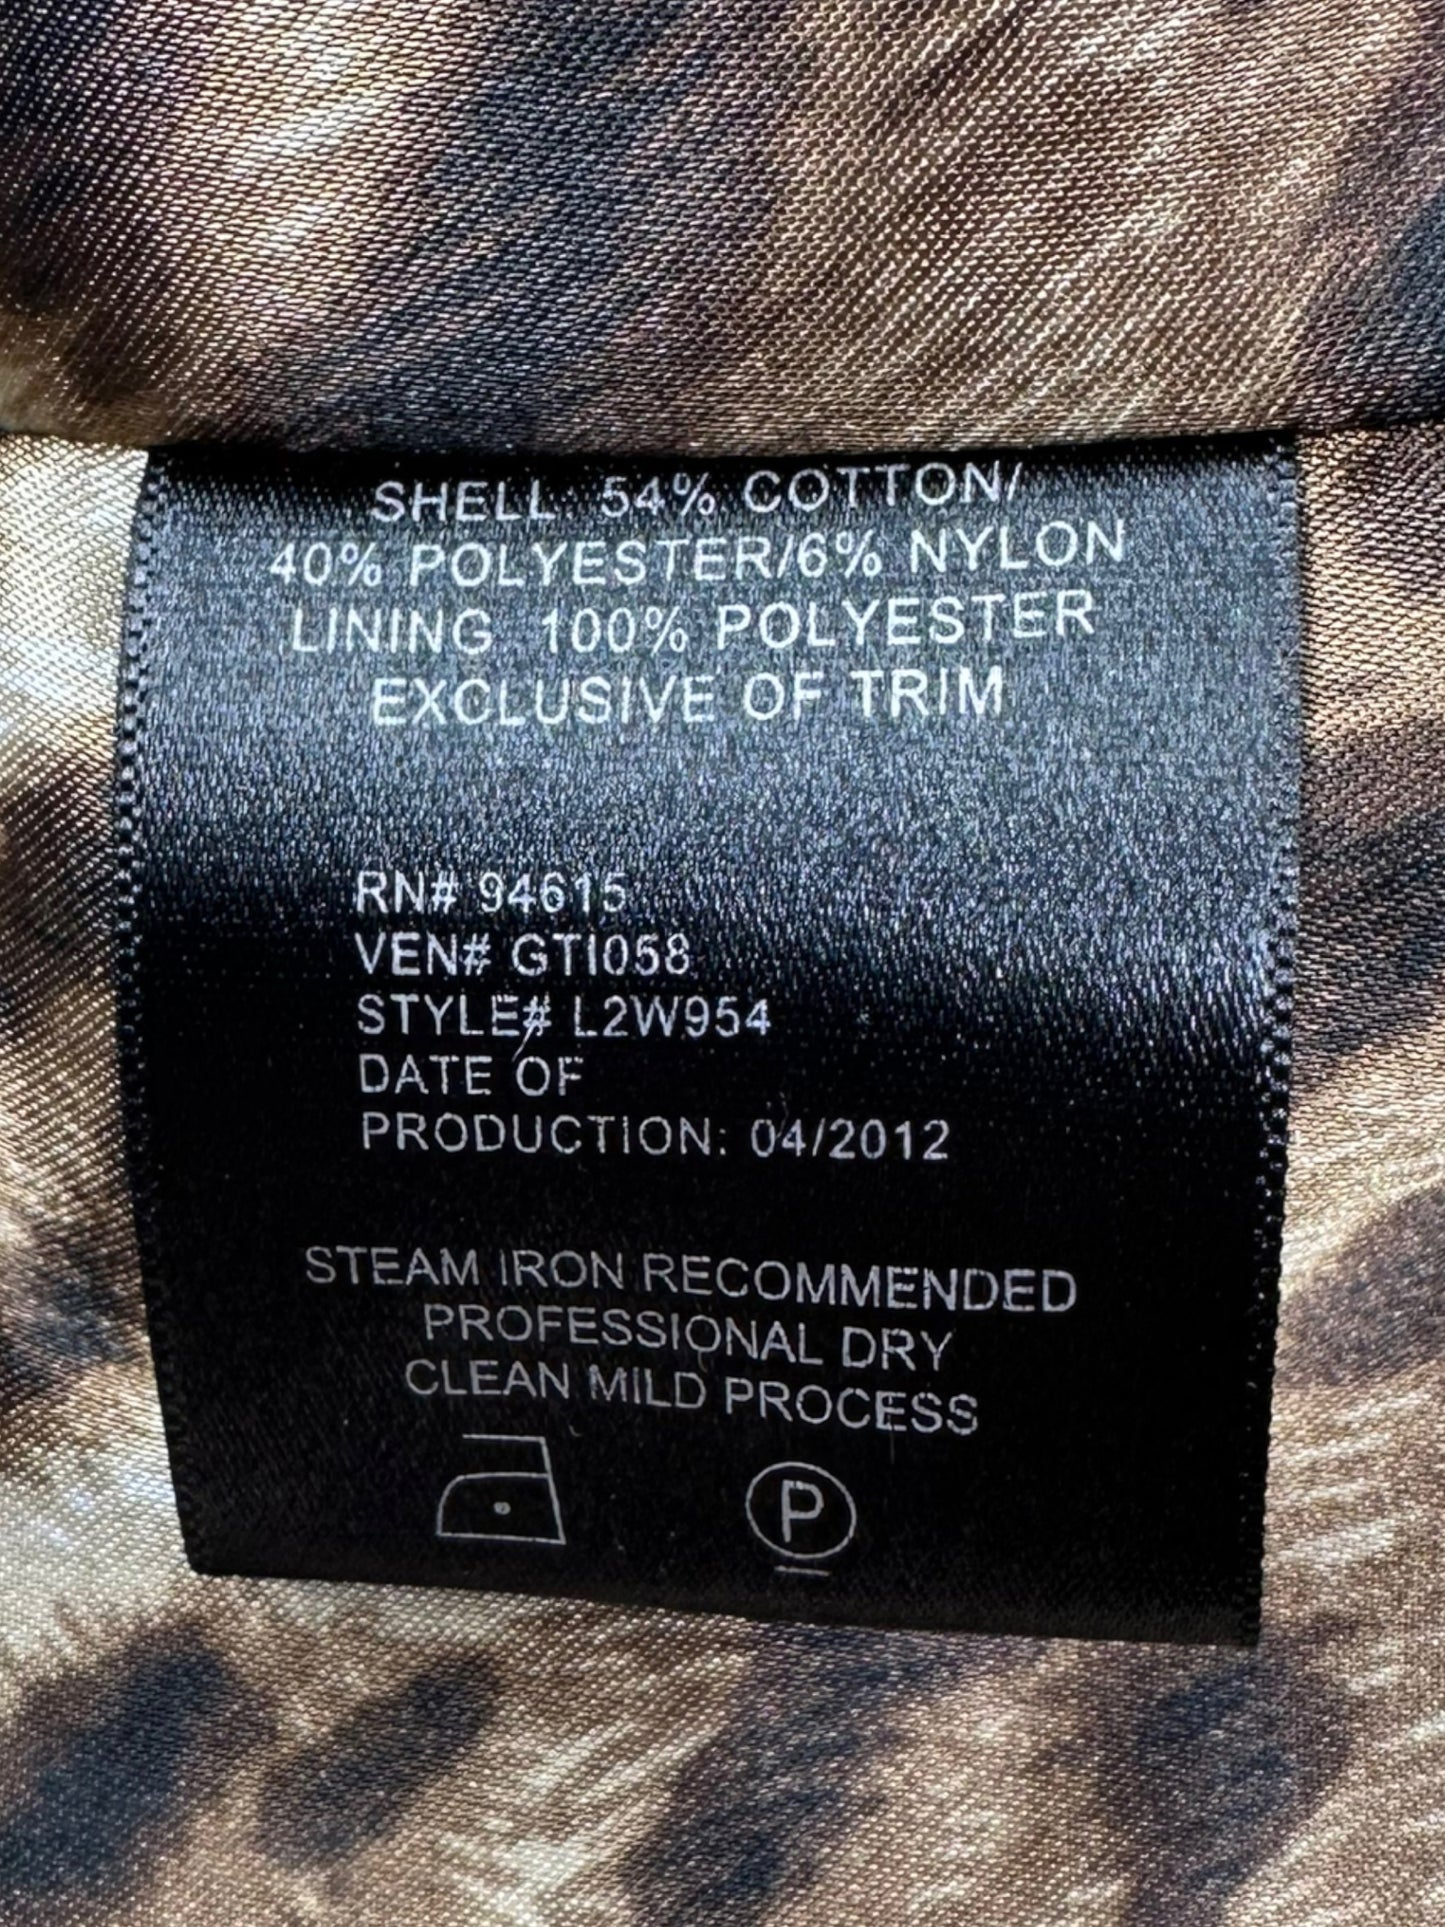 SHELL: 54% COTTON/
40% POLYESTER/6% NYLON
LINING 100% POLYESTER
EXCLUSIVE OF TRIM
RN# 94615
VEN# GTI058
STYLE# L2W954
DATE OF
PRODUCTION: 04/2012
STEAM IRON RECOMMENDED
PROFESSIONAL DRY
CLEAN MILD PROCESS
P